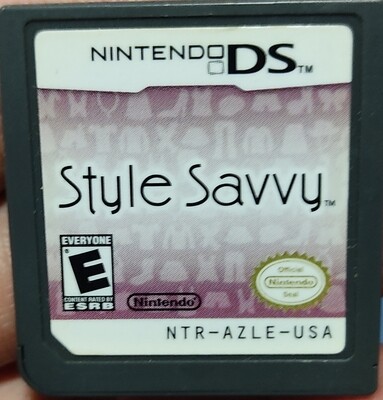 NINTENDO DS™
Style Savvy™
EVERYONE
E
CONTENT RATED BY
ESRB
Nintendo®
Official
Nintendo
Seal
NTR-AZLE-USA